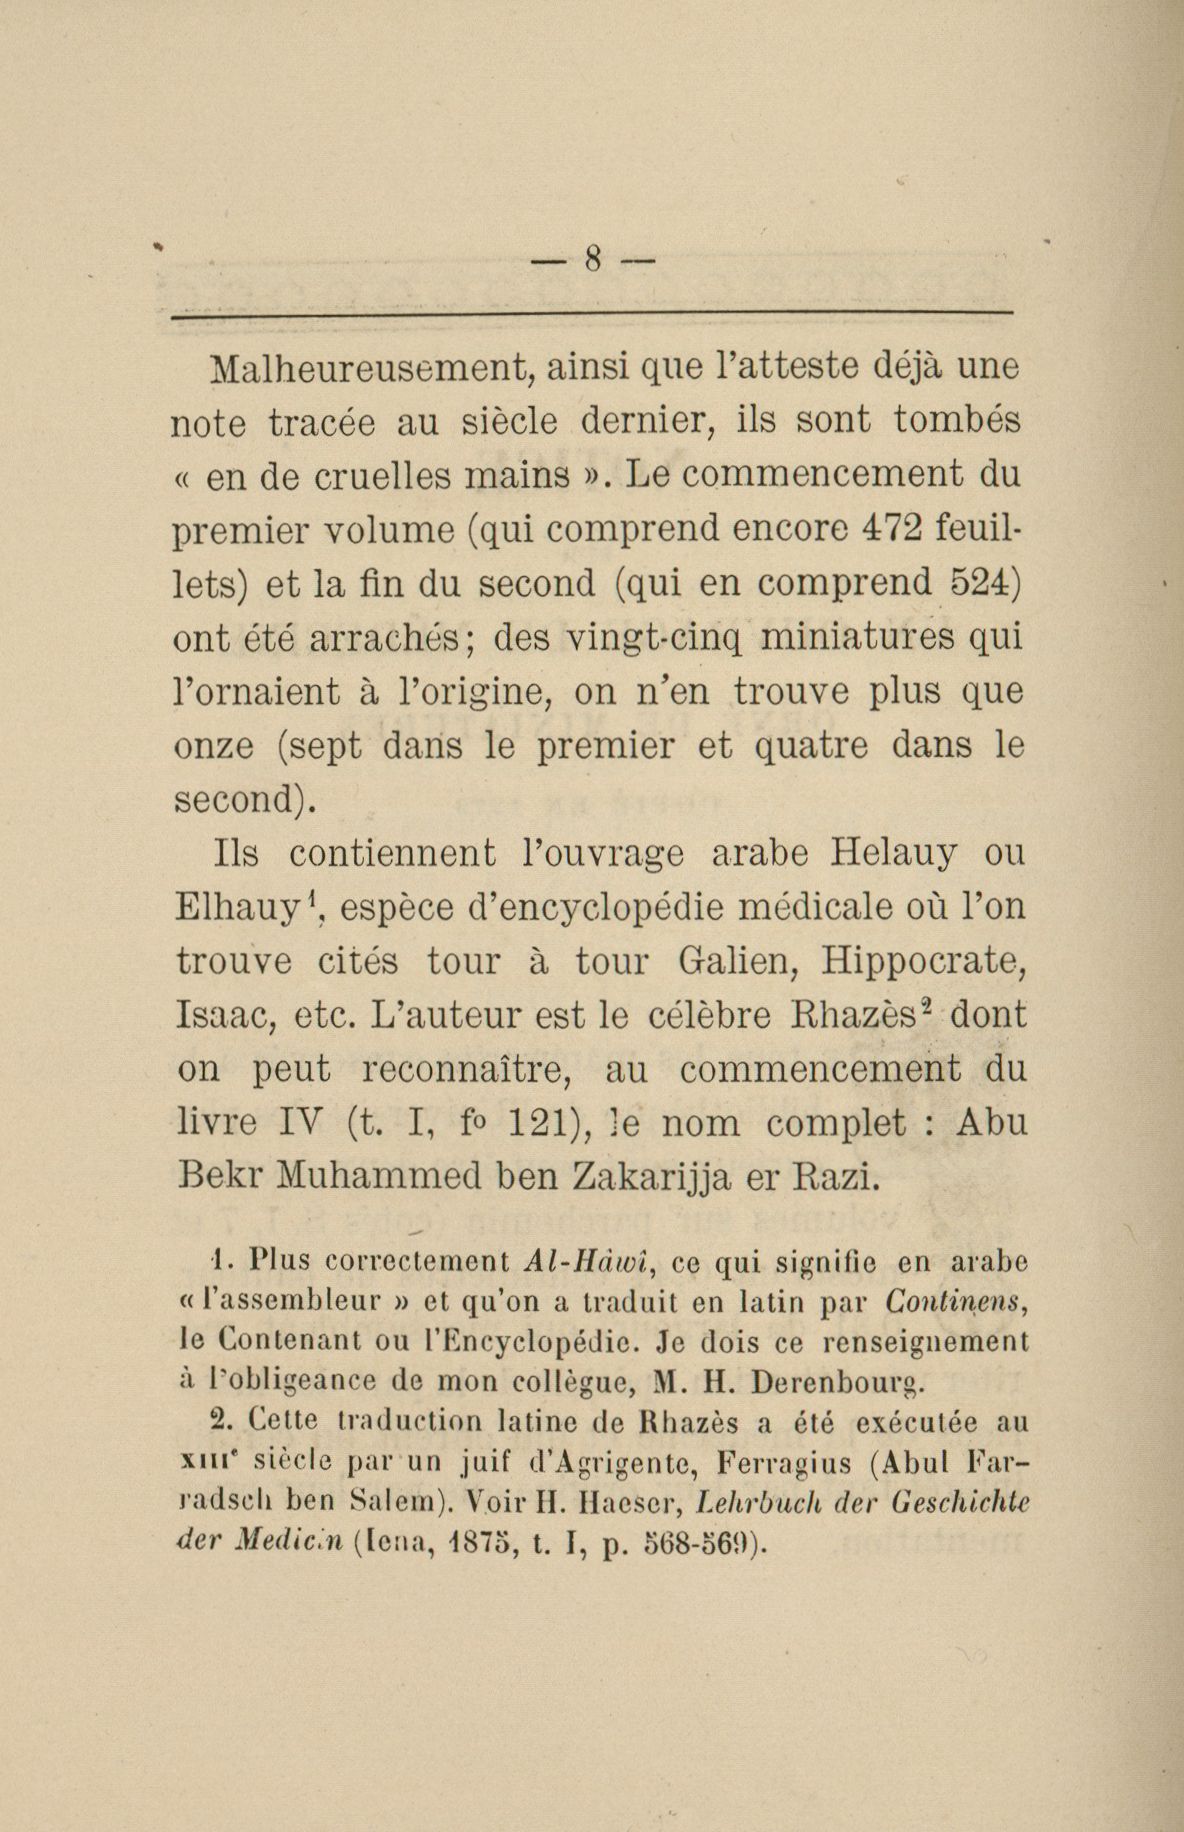 — 8 —
Malheureusement, ainsi que l'atteste déjà une
note tracée au siècle dernier, ils sont tombés
« en de cruelles mains ». Le commencement du
premier volume (qui comprend encore 472 feuil-
lets) et la fin du second (qui en comprend 524)
ont été arrachés; des vingt-cinq miniatures qui
l'ornaient à l'origine, on n'en trouve plus que
onze (sept dans le premier et quatre dans le
second).
Ils contiennent l'ouvrage arabe Helauy ou
Elhauy¹, espèce d'encyclopédie médicale où l'on
trouve cités tour à tour Galien, Hippocrate,
Isaac, etc. L'auteur est le célèbre Rhazès² dont
on peut reconnaître, au commencement du
livre IV (t. I, fo 121), le nom complet : Abu
Bekr Muhammed ben Zakarijja er Razi.
1. Plus correctement Al-Hâwî, ce qui signifie en arabe
« l'assembleur » et qu'on a traduit en latin par Continens,
le Contenant ou l'Encyclopédie. Je dois ce renseignement
à l'obligeance de mon collègue, M. H. Derenbourg.
2. Cette traduction latine de Rhazès a été exécutée au
XIIIe siècle par un juif d'Agrigente, Ferragius (Abul Far-
radsch ben Salem). Voir H. Haeser, Lehrbuch der Geschichte
der Medicin (Iena, 1875, t. I, p. 568-569).